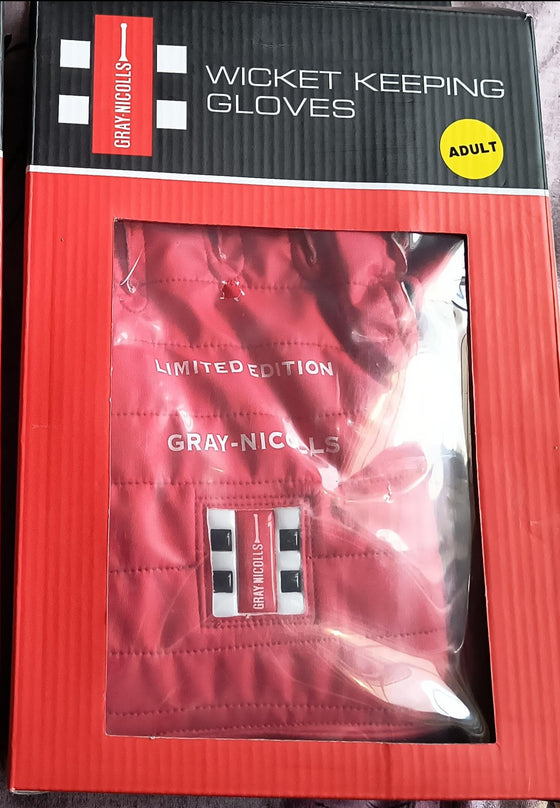 GRAY-NICOLLS
WICKET KEEPING
GLOVES
ADULT
LIMITED EDITION
GRAY-NICOLLS
GRAY-NICOLLS